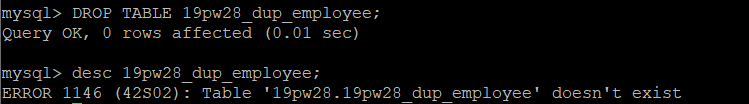 mysql> DROP TABLE 19pw28_dup_employee;
Query OK, 0 rows affected (0.01 sec)
mysql> desc 19pw28_dup_employee;
ERROR 1146 (42S02): Table '19pw28.19pw28_dup_employee' doesn't exist